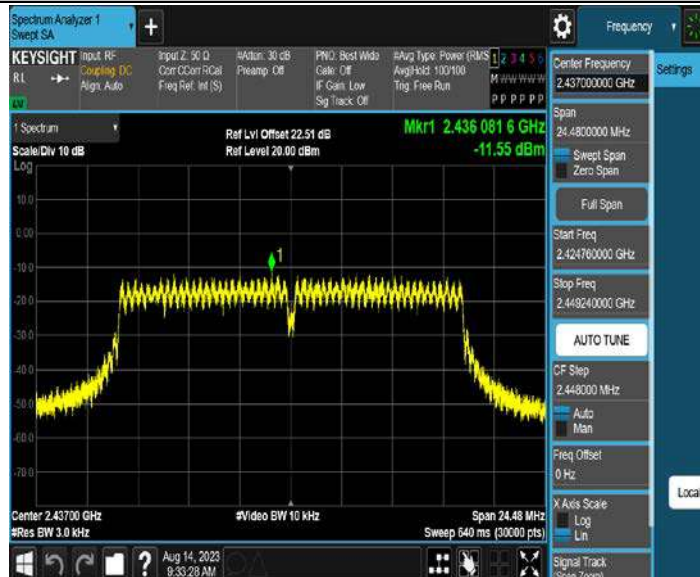 Spectrum Analyzer 1
Swept SA
+
Frequency
KEYSIGHT
RL
Input: RF
Coupling: DC
Align: Auto
Input Z: 50 Ω
Corr CCorr RCal
Freq Ref: Int (S)
#Atten: 30 dB
Preamp: Off
PNO: Best Wide
Gate: Off
IF Gain: Low
Sig Track: Off
#Avg Type: Power (RMS
Avg|Hold: 100/100
Trig: Free Run
1 2 3 4 5 6
M W W W W W
P P P P P P
1 Spectrum
Scale/Div 10 dB
Ref Lvl Offset 22.51 dB
Ref Level 20.00 dBm
Mkr1 2.436 081 6 GHz
-11.55 dBm
Log
10.0
0.00
-10.0
-30.0
-40.0
-50.0
-60.0
-70.0
1
Center 2.43700 GHz
#Res BW 3.0 kHz
#Video BW 10 kHz
Span 24.48 MHz
Sweep 640 ms (30000 pts)
Center Frequency
2.437000000 GHz
Settings
Span
24.4800000 MHz
Swept Span
Zero Span
Full Span
Start Freq
2.424760000 GHz
Stop Freq
2.449240000 GHz
AUTO TUNE
CF Step
2.448000 MHz
Auto
Man
Freq Offset
0 Hz
X Axis Scale
Log
Lin
Local
Signal Track
(Span Zoom)
?
Aug 14, 2023
9:33:28 AM